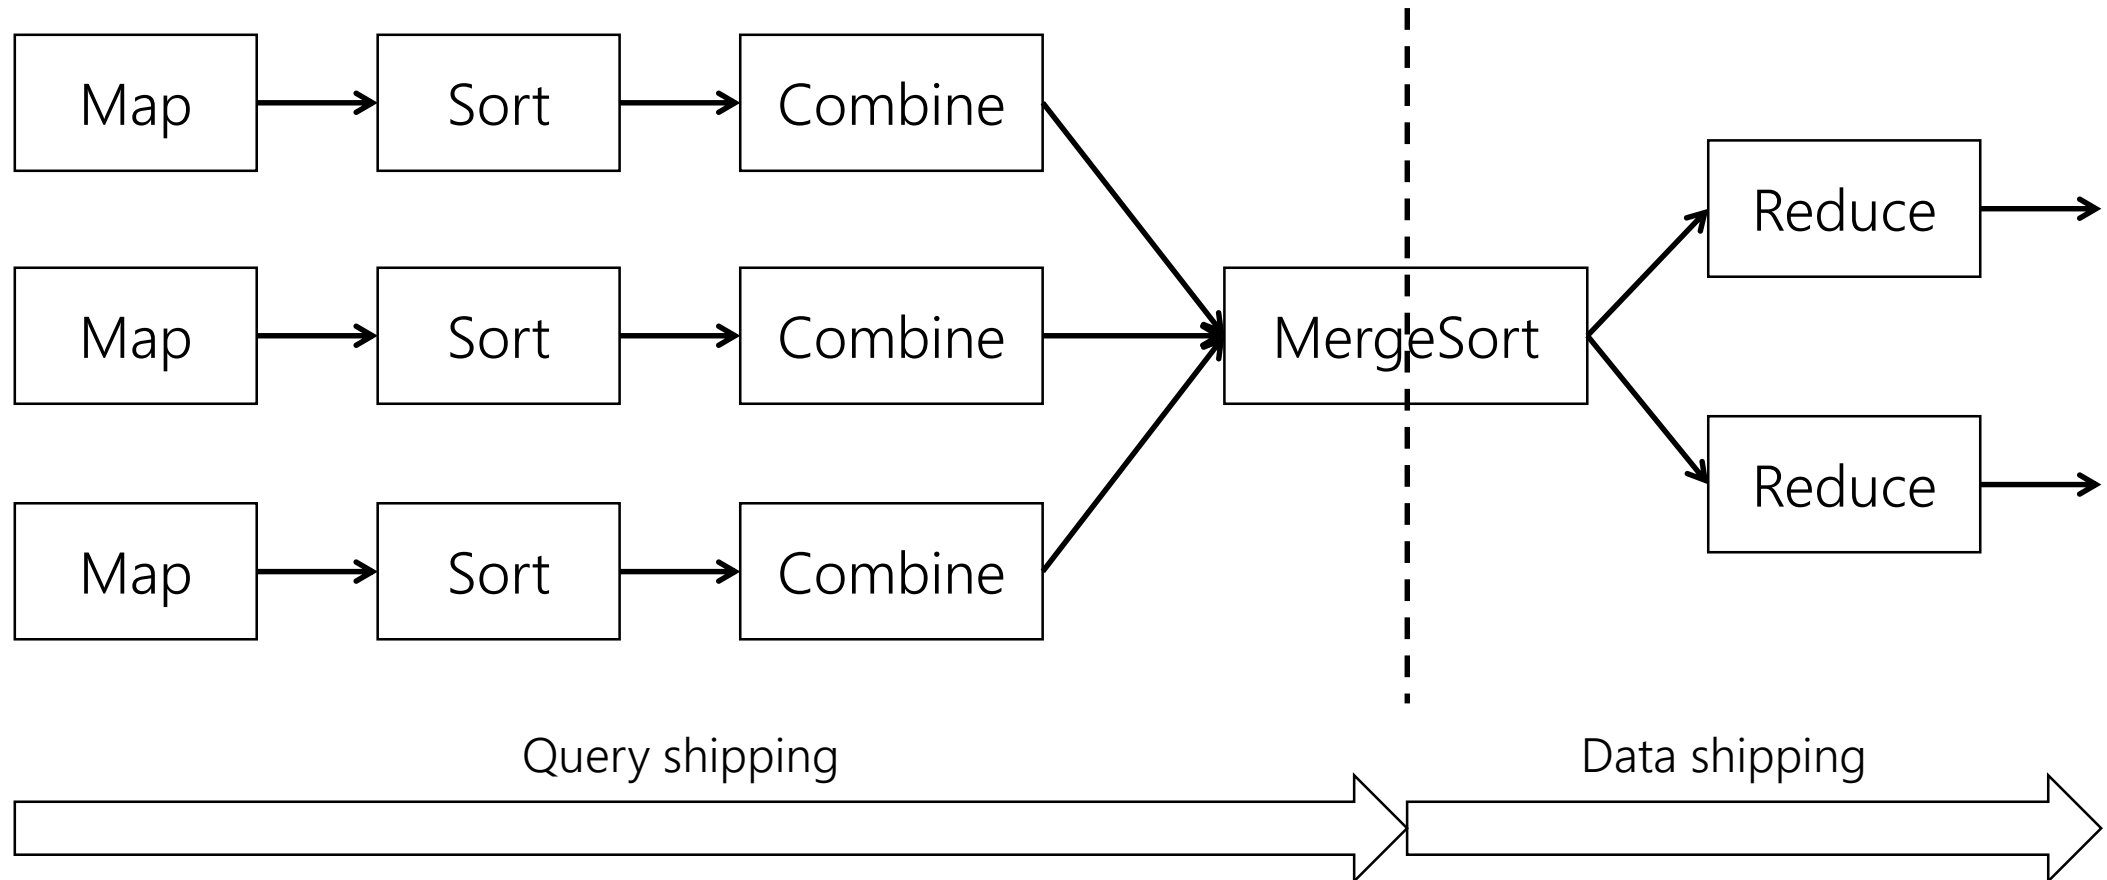 Map
Sort
Combine
Reduce
Map
Sort
Combine
MergeSort
Reduce
Map
Sort
Combine
Query shipping
Data shipping